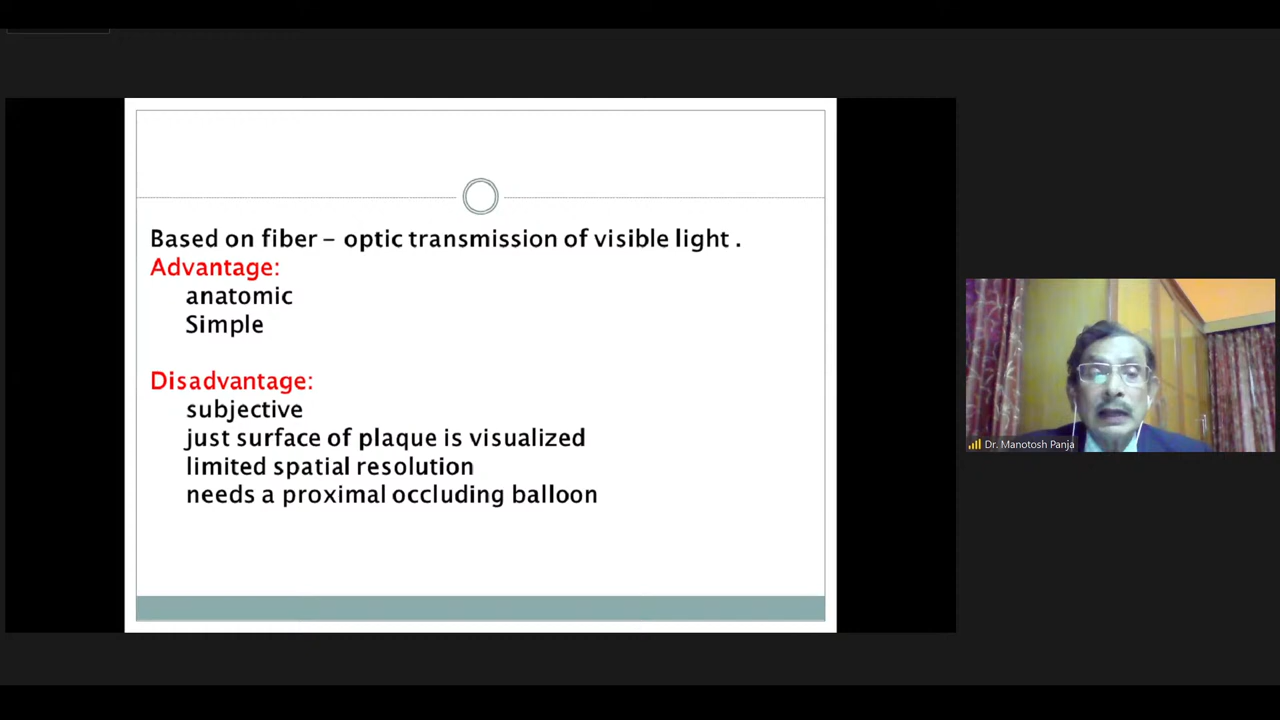 Based on fiber – optic transmission of visible light .
Advantage:
anatomic
Simple
Disadvantage:
subjective
just surface of plaque is visualized
limited spatial resolution
needs a proximal occluding balloon
Dr. Manotosh Panja